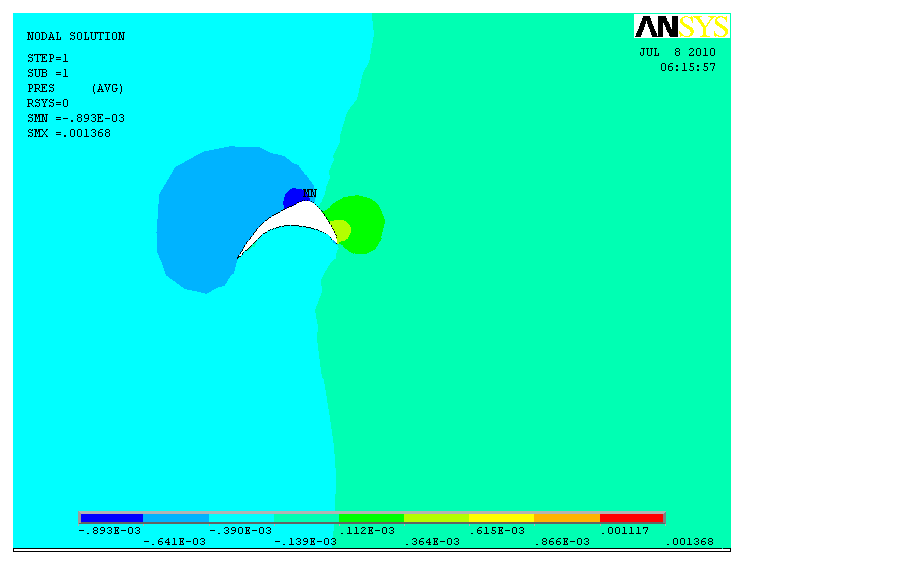 ANSYS
NODAL SOLUTION
JUL 8 2010
06:15:57
STEP=1
SUB =1
PRES (AVG)
RSYS=0
SMN =-.893E-03
SMX =.001368
MN
-.893E-03 -.390E-03 .112E-03 .615E-03 .001117
-.641E-03 -.139E-03 .364E-03 .866E-03 .001368